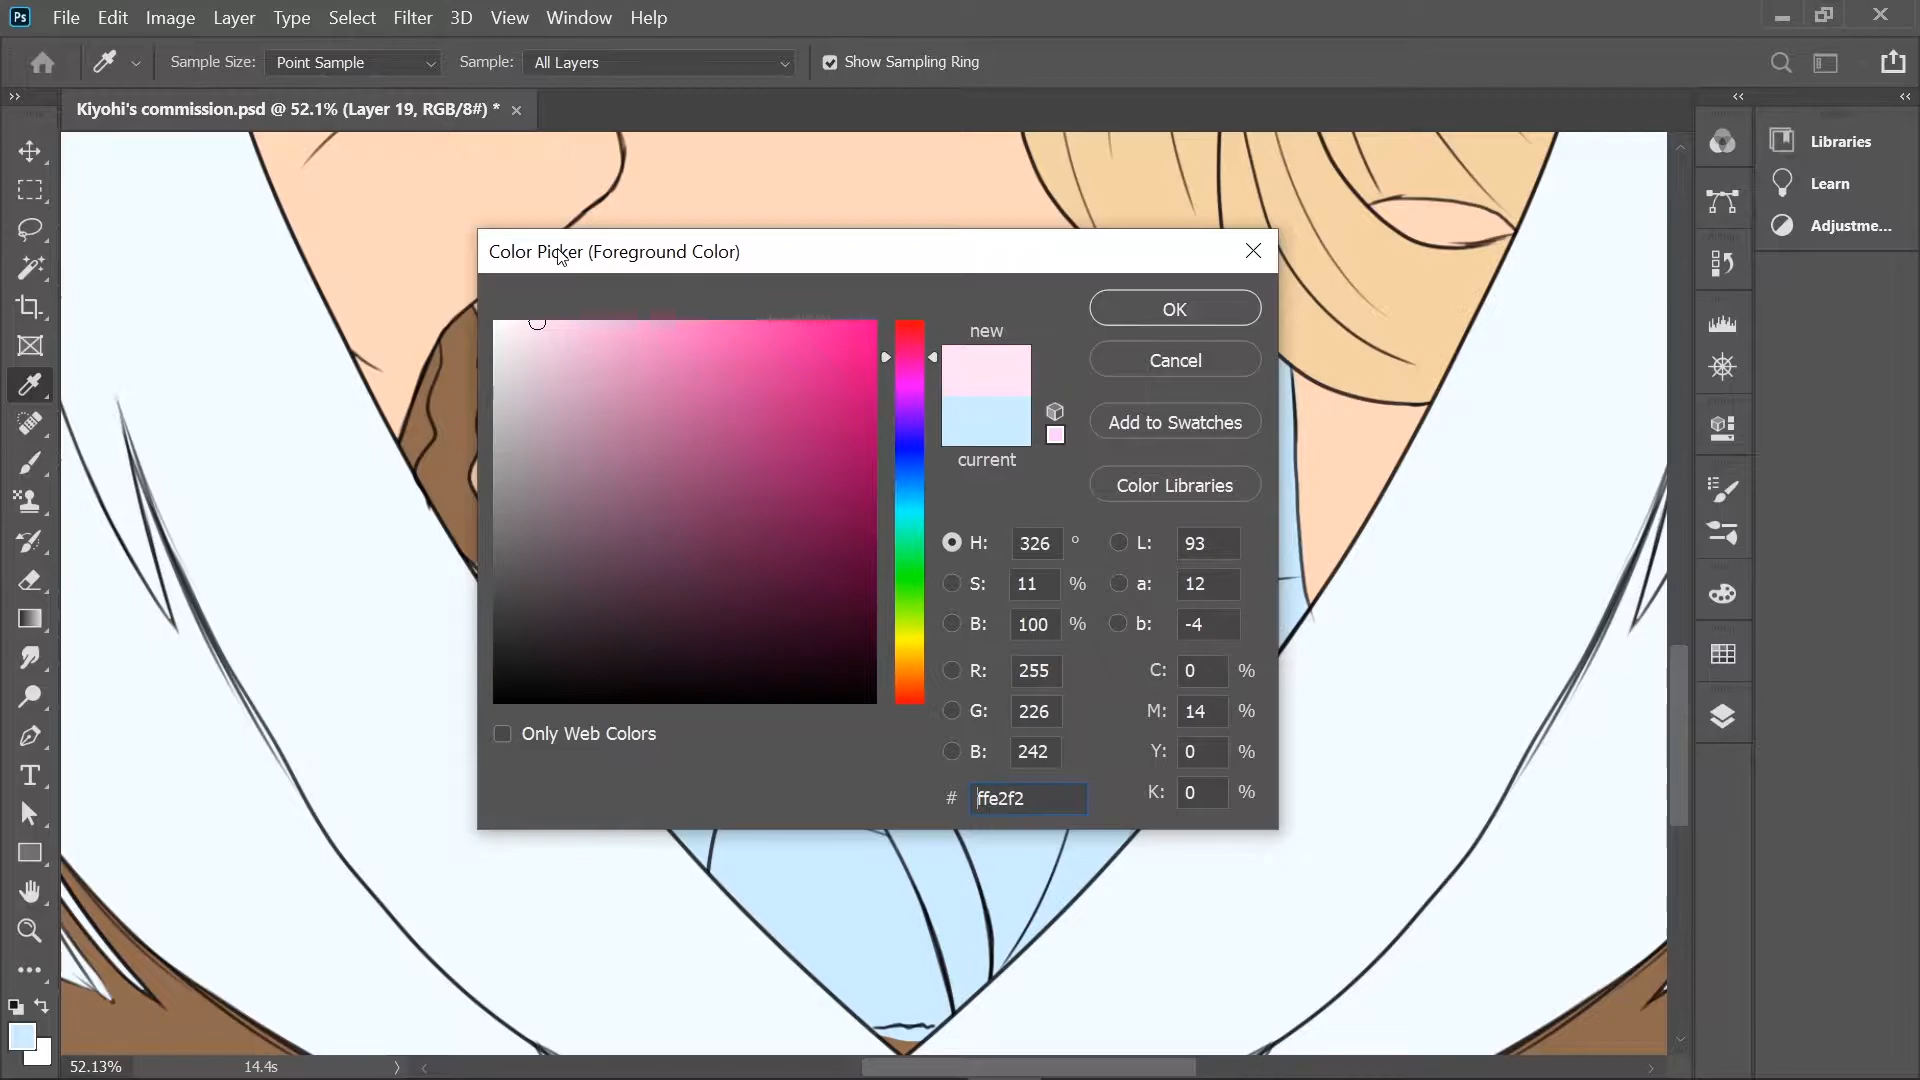 Ps File Edit Image Layer Type Select Filter 3D View Window Help
Sample Size: Point Sample Sample: All Layers Show Sampling Ring
Kiyohi's commission.psd @ 52.1% (Layer 19, RGB/8#) *
Libraries
Learn
Adjustme...
Color Picker (Foreground Color)
new
current
OK
Cancel
Add to Swatches
Color Libraries
H: 326 ° L: 93
S: 11 % a: 12
B: 100 % b: -4
R: 255 C: 0 %
G: 226 M: 14 %
B: 242 Y: 0 %
# ffe2f2 K: 0 %
Only Web Colors
52.13% 14.4s